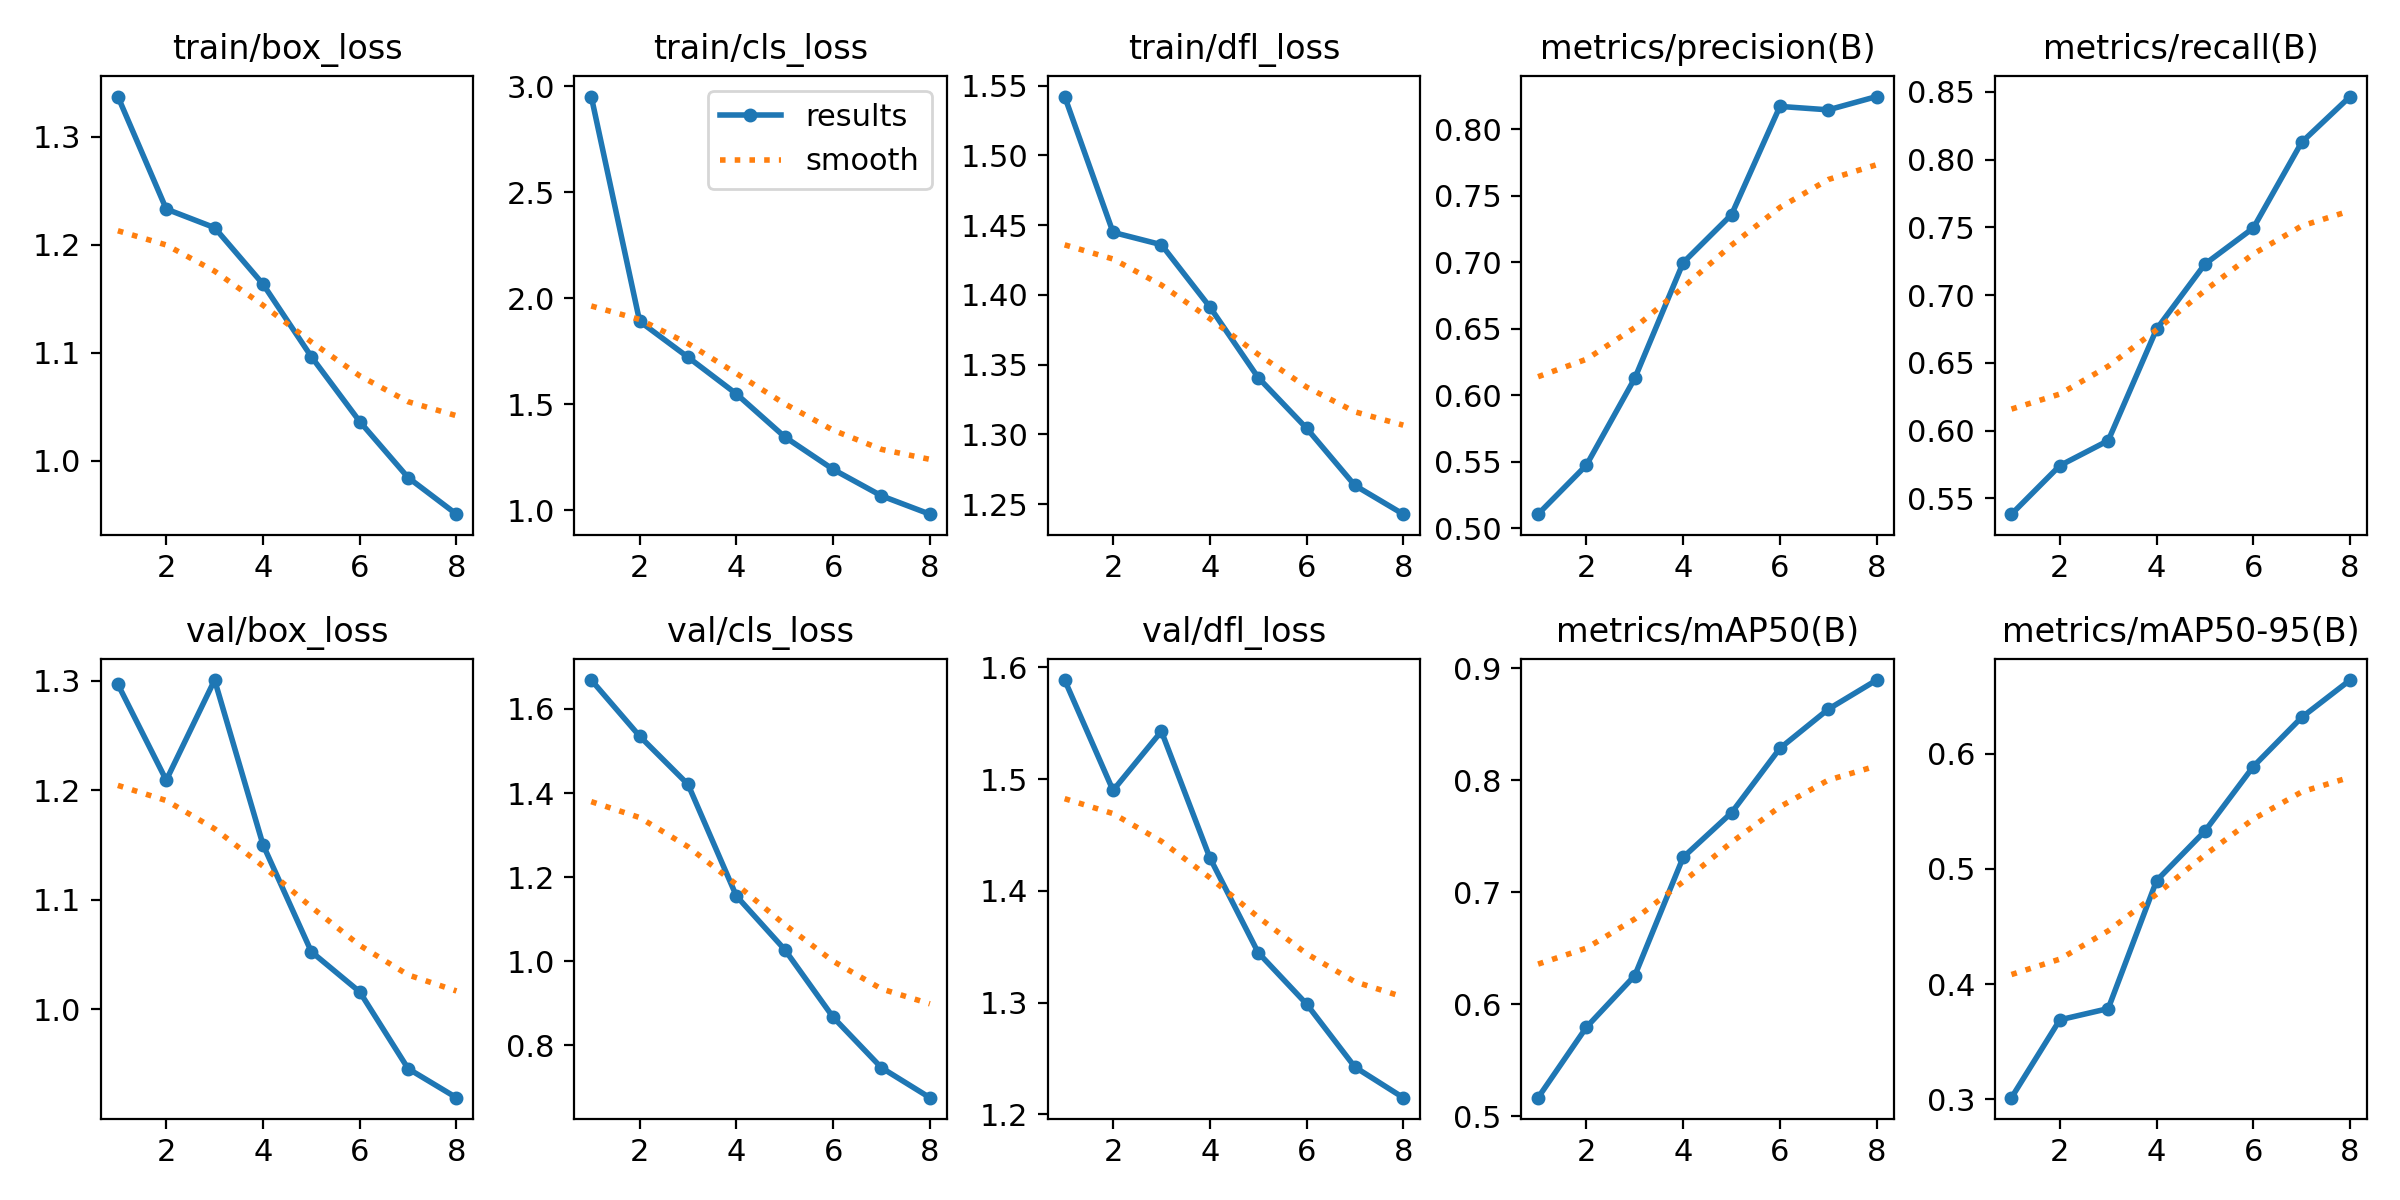 train/box_loss
1.3
1.2
1.1
1.0
2 4 6 8
train/cls_loss
results
smooth
3.0
2.5
2.0
1.5
1.0
2 4 6 8
train/dfl_loss
1.55
1.50
1.45
1.40
1.35
1.30
1.25
2 4 6 8
metrics/precision(B)
0.80
0.75
0.70
0.65
0.60
0.55
0.50
2 4 6 8
metrics/recall(B)
0.85
0.80
0.75
0.70
0.65
0.60
0.55
2 4 6 8
val/box_loss
1.3
1.2
1.1
1.0
2 4 6 8
val/cls_loss
1.6
1.4
1.2
1.0
0.8
2 4 6 8
val/dfl_loss
1.6
1.5
1.4
1.3
1.2
2 4 6 8
metrics/mAP50(B)
0.9
0.8
0.7
0.6
0.5
2 4 6 8
metrics/mAP50-95(B)
0.6
0.5
0.4
0.3
2 4 6 8